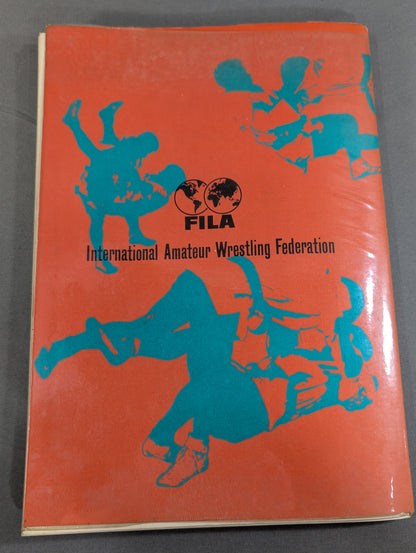 FILA
International Amateur Wrestling Federation